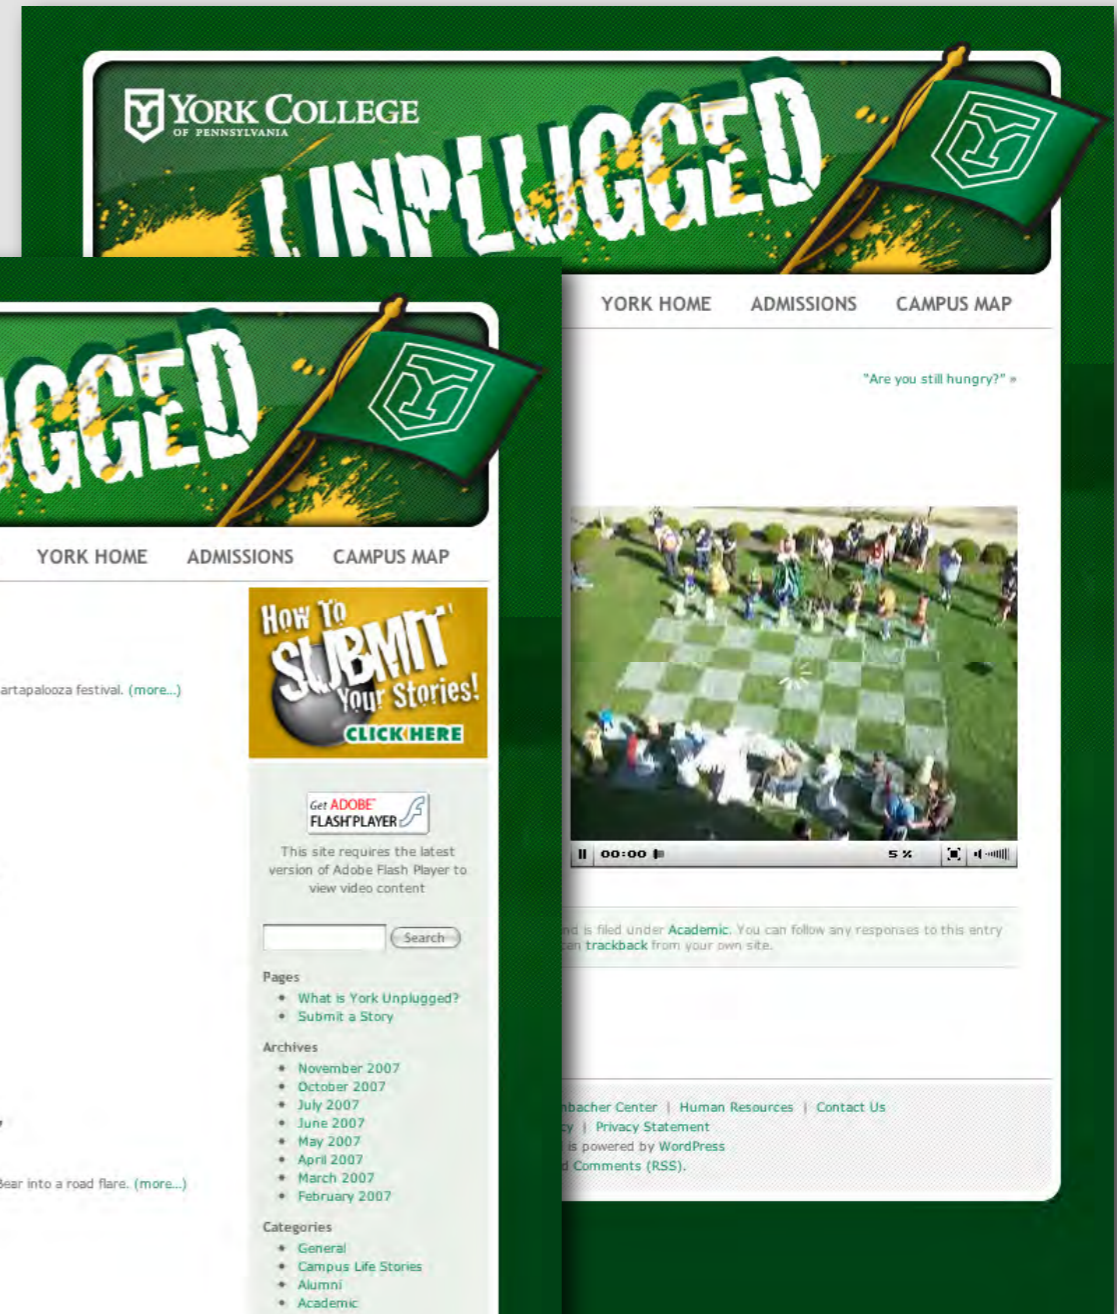 YORK COLLEGE
OF PENNSYLVANIA
UNPLUGGED
YORK HOME ADMISSIONS CAMPUS MAP
"Are you still hungry?" »
00:00 5 %
is filed under Academic. You can follow any responses to this entry
trackback from your own site.
Center | Human Resources | Contact Us
| Privacy Statement
is powered by WordPress
Comments (RSS).
YORK HOME ADMISSIONS CAMPUS MAP
How To
SUBMIT
Your Stories!
CLICK HERE
artapalooza festival. (more...)
Get ADOBE
FLASH PLAYER
This site requires the latest
version of Adobe Flash Player to
view video content
Search
Pages
What is York Unplugged?
Submit a Story
Archives
November 2007
October 2007
July 2007
June 2007
May 2007
April 2007
March 2007
February 2007
Bear into a road flare. (more...)
Categories
General
Campus Life Stories
Alumni
Academic